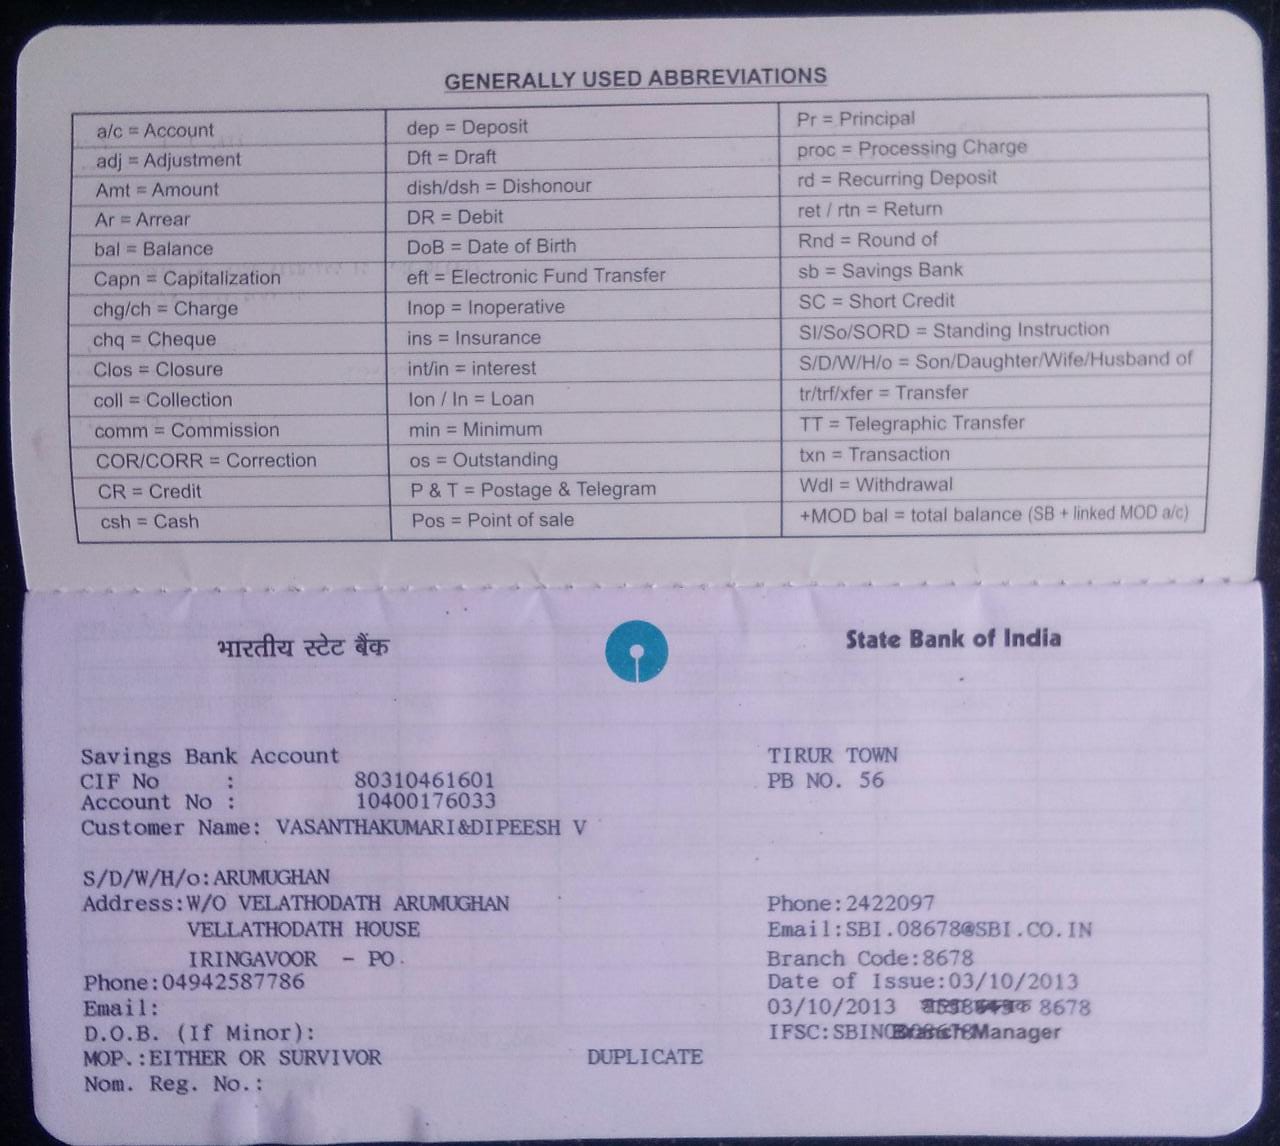 GENERALLY USED ABBREVIATIONS
a/c = Account
adj = Adjustment
Amt = Amount
Ar = Arrear
bal = Balance
Capn = Capitalization
chg/ch = Charge
chq = Cheque
Clos = Closure
coll = Collection
comm = Commission
COR/CORR = Correction
CR = Credit
csh = Cash
dep = Deposit
Dft = Draft
dish/dsh = Dishonour
DR = Debit
DoB = Date of Birth
eft = Electronic Fund Transfer
Inop = Inoperative
ins = Insurance
int/in = interest
lon / ln = Loan
min = Minimum
os = Outstanding
P & T = Postage & Telegram
Pos = Point of sale
Pr = Principal
proc = Processing Charge
rd = Recurring Deposit
ret / rtn = Return
Rnd = Round of
sb = Savings Bank
SC = Short Credit
SI/So/SORD = Standing Instruction
S/D/W/H/o = Son/Daughter/Wife/Husband of
tr/trf/xfer = Transfer
TT = Telegraphic Transfer
txn = Transaction
Wdl = Withdrawal
+MOD bal = total balance (SB + linked MOD a/c)
भारतीय स्टेट बैंक
State Bank of India
Savings Bank Account
CIF No : 80310461601
Account No : 10400176033
Customer Name: VASANTHAKUMARI&DIPEESH V
S/D/W/H/o:ARUMUGHAN
Address:W/O VELATHODATH ARUMUGHAN
VELLATHODATH HOUSE
IRINGAVOOR - PO.
Phone:04942587786
Email:
D.O.B. (If Minor):
MOP.:EITHER OR SURVIVOR
DUPLICATE
Nom. Reg. No.:
TIRUR TOWN
PB NO. 56
Phone:2422097
Email:SBI.08678@SBI.CO.IN
Branch Code:8678
Date of Issue:03/10/2013
03/10/2013 8678
IFSC: Manager